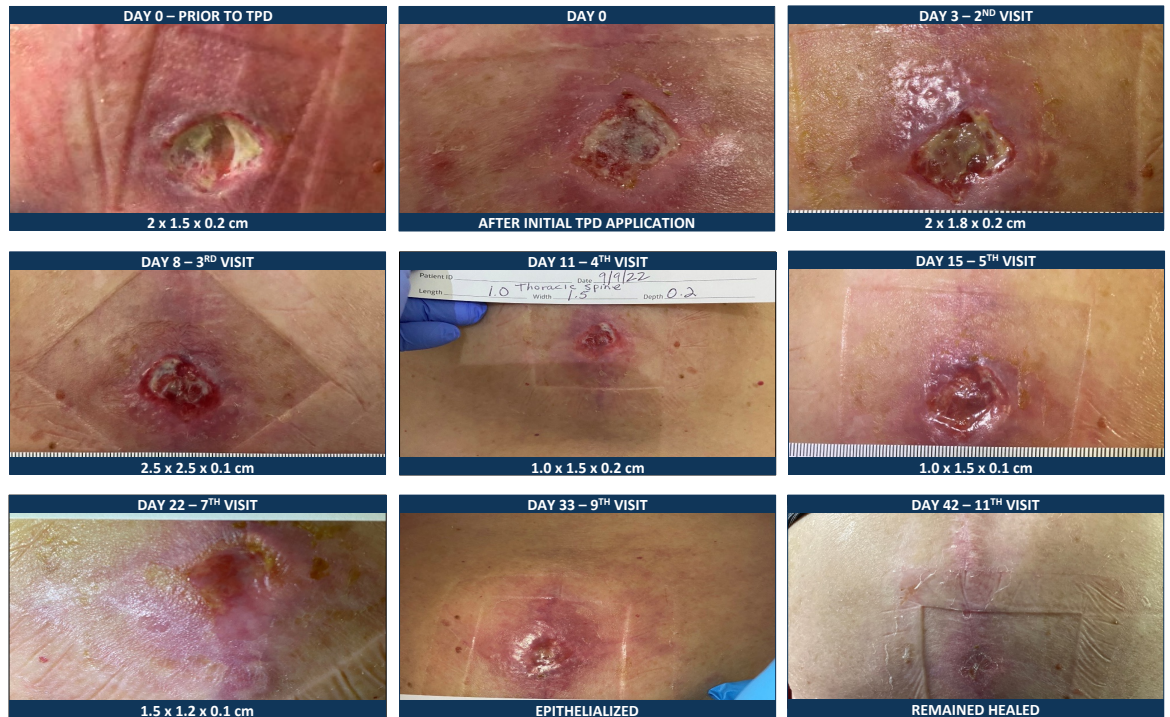 DAY 0 – PRIOR TO TPD
2 x 1.5 x 0.2 cm
DAY 0
AFTER INITIAL TPD APPLICATION
DAY 3 – 2ND VISIT
2 x 1.8 x 0.2 cm
DAY 8 – 3RD VISIT
2.5 x 2.5 x 0.1 cm
DAY 11 – 4TH VISIT
Patient ID Date 9/9/22
Thoracic Spine
Length 1.0 Width 1.5 Depth 0.2
1.0 x 1.5 x 0.2 cm
DAY 15 – 5TH VISIT
1.0 x 1.5 x 0.1 cm
DAY 22 – 7TH VISIT
1.5 x 1.2 x 0.1 cm
DAY 33 – 9TH VISIT
EPITHELIALIZED
DAY 42 – 11TH VISIT
REMAINED HEALED